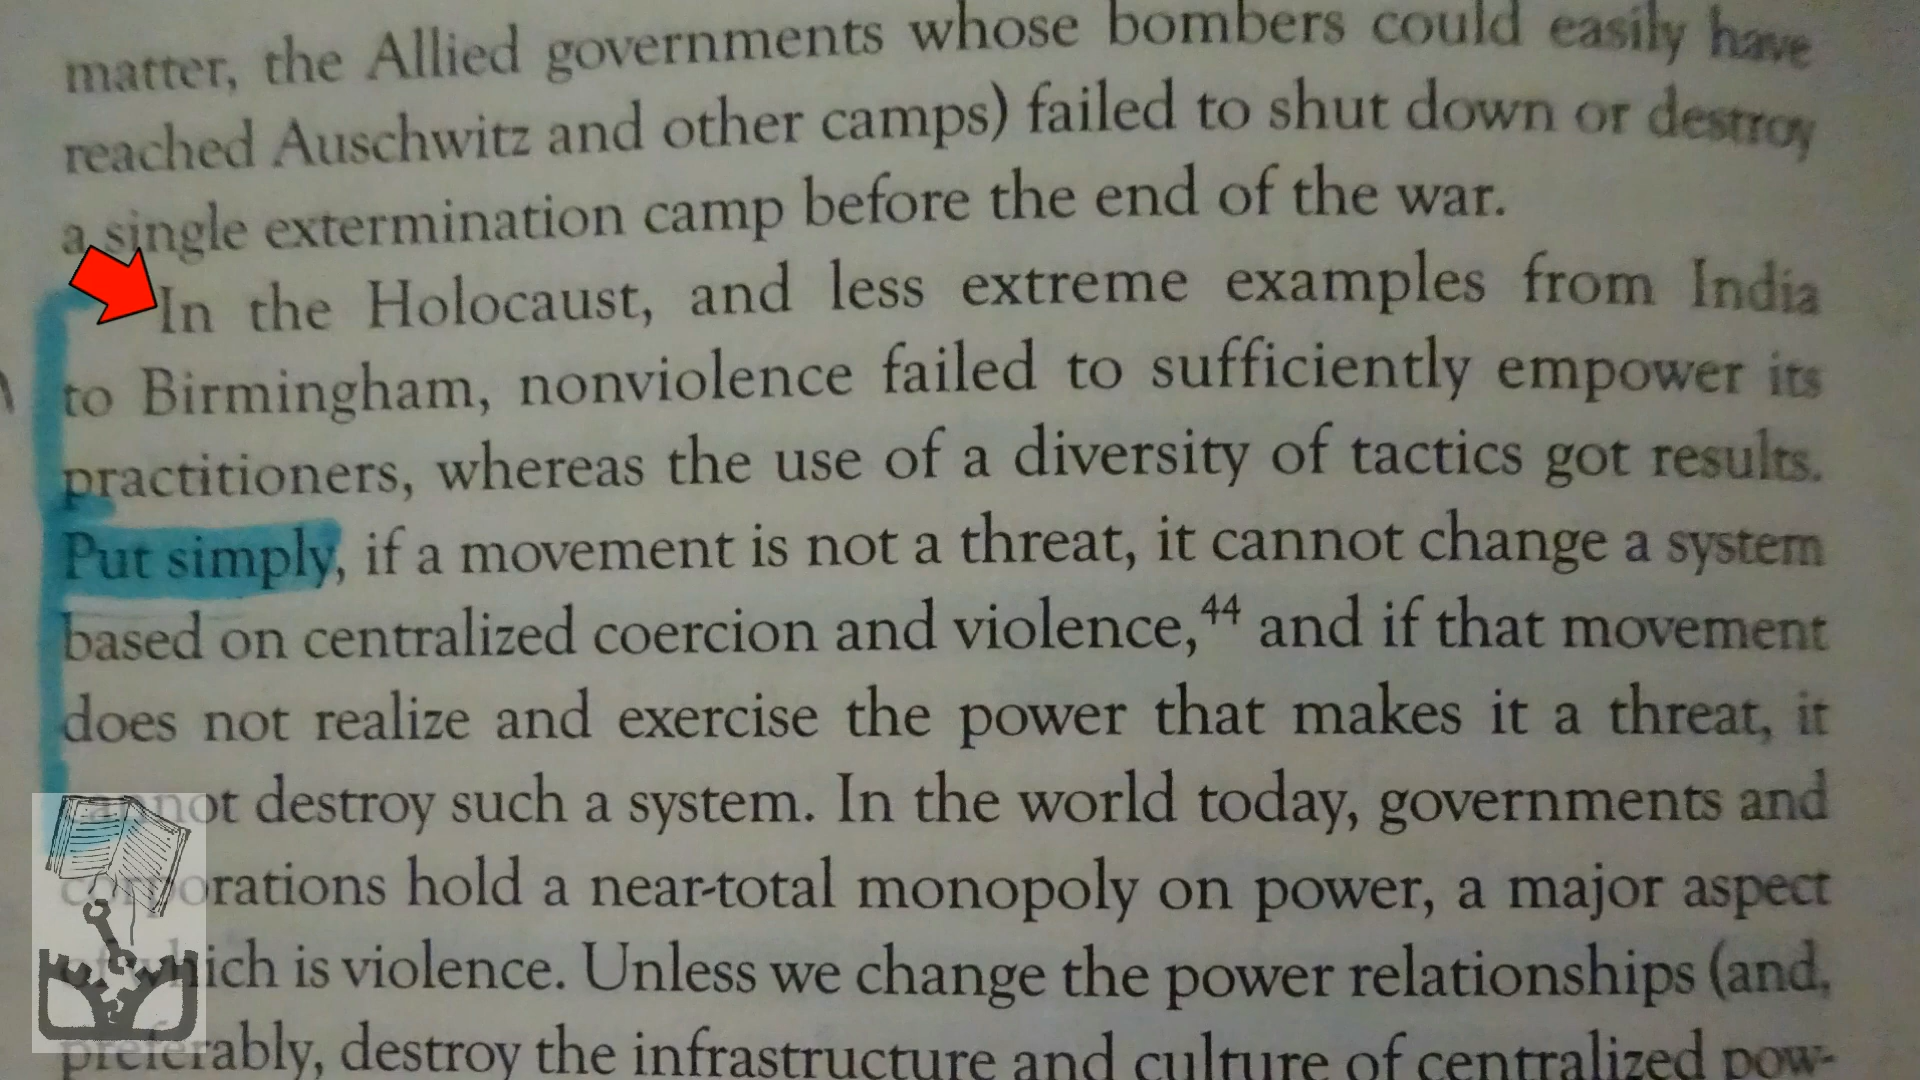 matter, the Allied governments whose bombers could easily have
reached Auschwitz and other camps) failed to shut down or destroy
a single extermination camp before the end of the war.
In the Holocaust, and less extreme examples from India
to Birmingham, nonviolence failed to sufficiently empower its
practitioners, whereas the use of a diversity of tactics got results.
Put simply, if a movement is not a threat, it cannot change a system
based on centralized coercion and violence,⁴⁴ and if that movement
does not realize and exercise the power that makes it a threat, it
cannot destroy such a system. In the world today, governments and
corporations hold a near-total monopoly on power, a major aspect
of which is violence. Unless we change the power relationships (and,
preferably, destroy the infrastructure and culture of centralized pow-